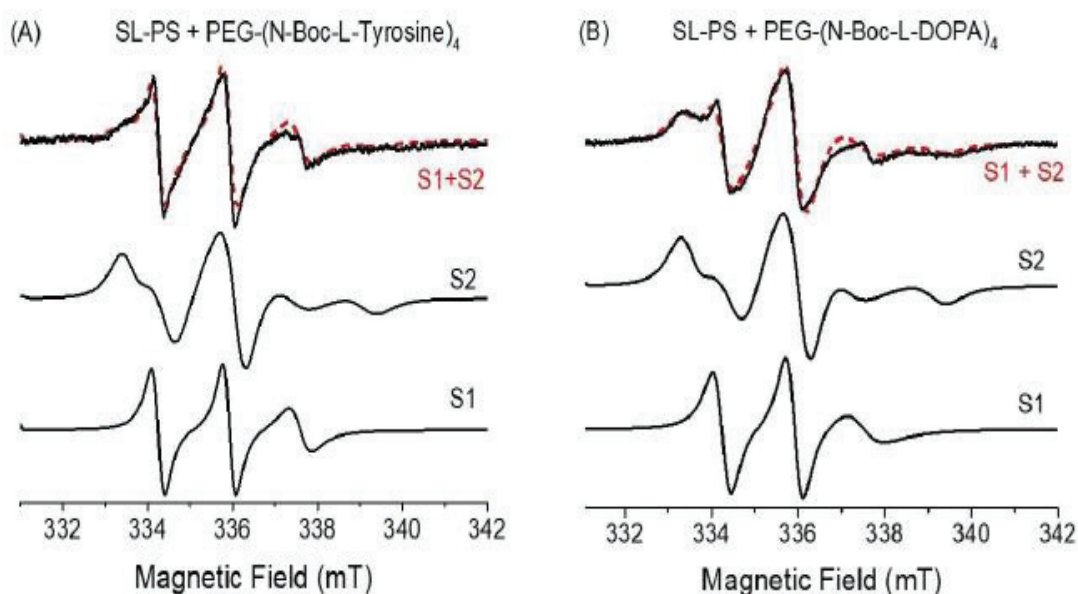 (A) SL-PS + PEG-(N-Boc-L-Tyrosine)4
S1+S2
S2
S1
332 334 336 338 340 342
Magnetic Field (mT)
(B) SL-PS + PEG-(N-Boc-L-DOPA)4
S1 + S2
S2
S1
332 334 336 338 340 342
Magnetic Field (mT)